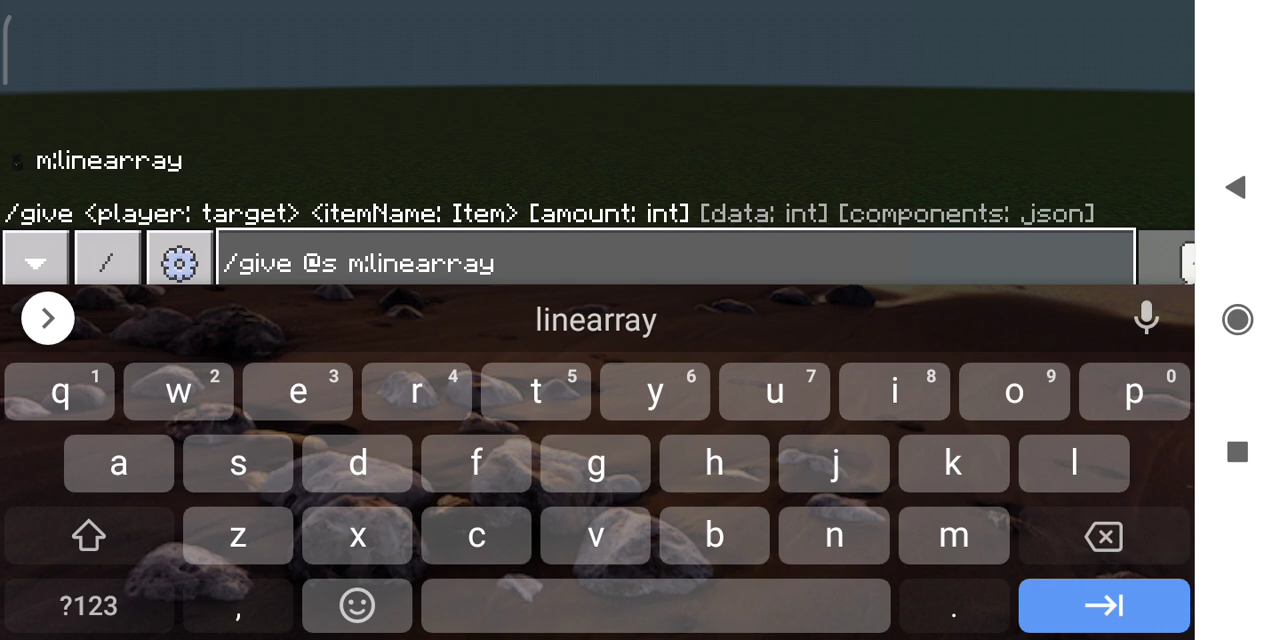 m:linearray
/give <player: target> <itemName: Item> [amount: int] [data: int] [components: .json]
/
/give @s m:linearray
linearray
q 1 w 2 e 3 r 4 t 5 y 6 u 7 i 8 o 9 p 0
a s d f g h j k l
z x c v b n m
?123 , .